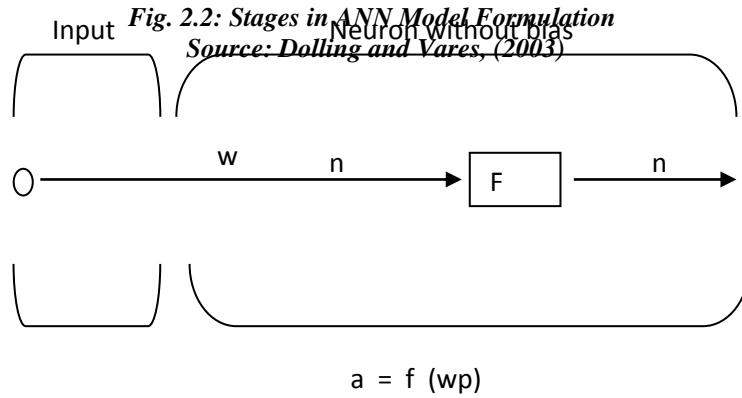 Fig. 2.2: Stages in ANN Model Formulation
Input Neuron without bias
Source: Dolling and Vares, (2003)
w n F n
a = f (wp)